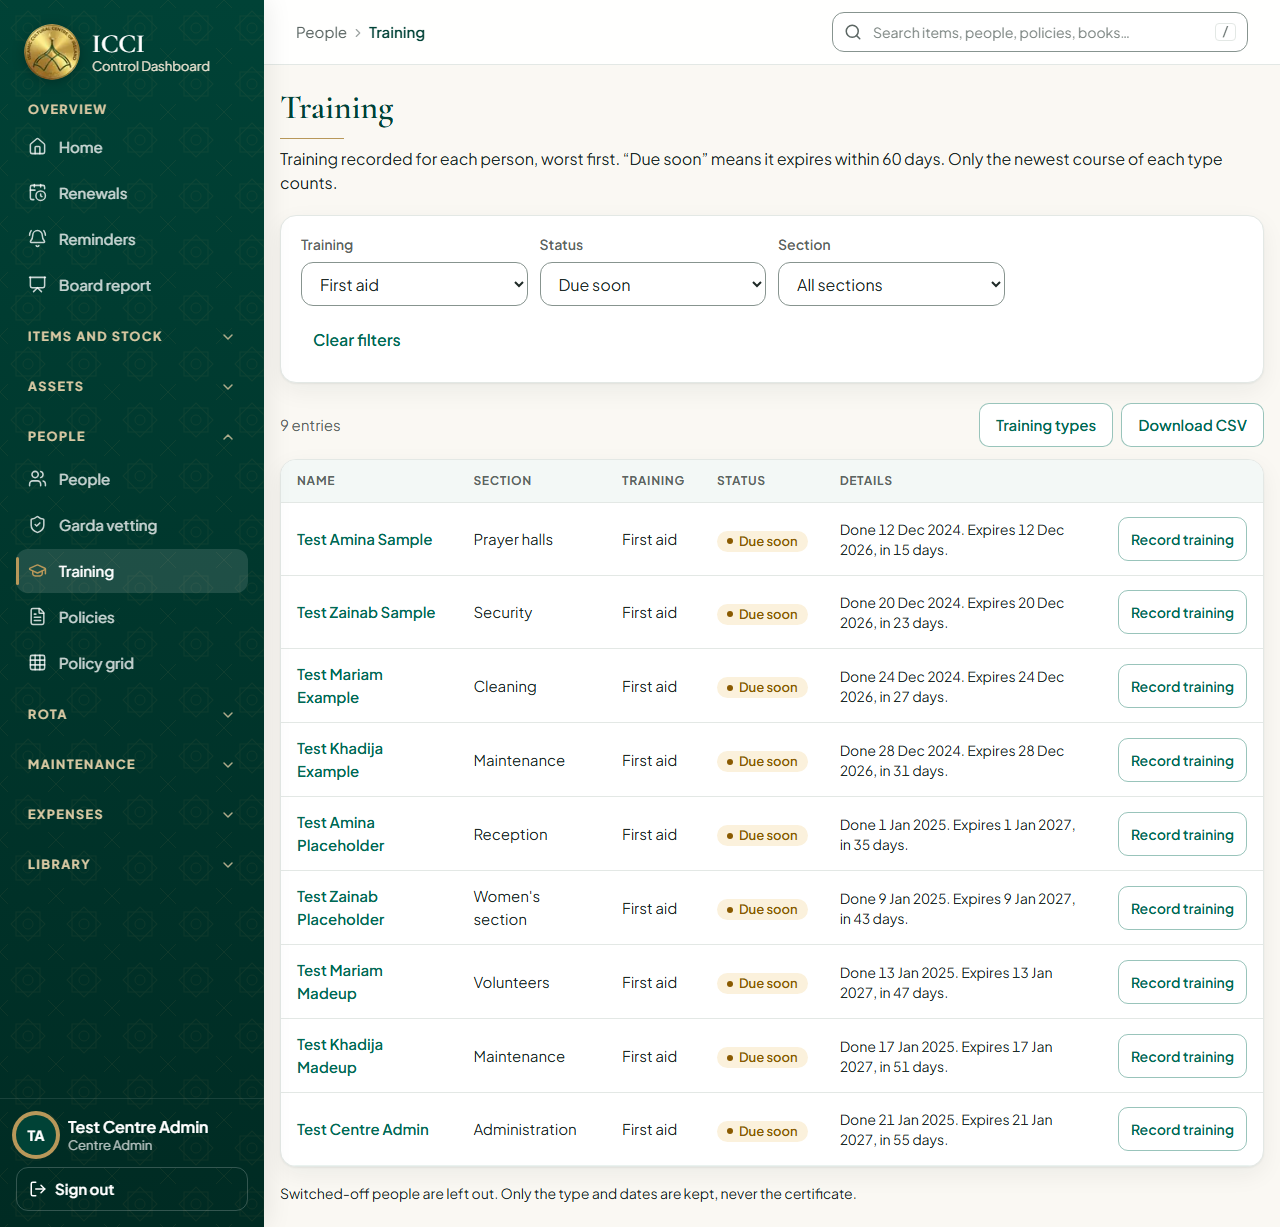 ICCI
Control Dashboard
OVERVIEW
Home
Renewals
Reminders
Board report
ITEMS AND STOCK
ASSETS
PEOPLE
People
Garda vetting
Training
Policies
Policy grid
ROTA
MAINTENANCE
EXPENSES
LIBRARY
TA
Test Centre Admin
Centre Admin
Sign out
People › Training
Search items, people, policies, books… /
Training
Training recorded for each person, worst first. “Due soon” means it expires within 60 days. Only the newest course of each type
counts.
Training Status Section
First aid Due soon All sections
Clear filters
9 entries Training types Download CSV
NAME SECTION TRAINING STATUS DETAILS
Test Amina Sample Prayer halls First aid Due soon Done 12 Dec 2024. Expires 12 Dec
2026, in 15 days. Record training
Test Zainab Sample Security First aid Due soon Done 20 Dec 2024. Expires 20 Dec
2026, in 23 days. Record training
Test Mariam
Example Cleaning First aid Due soon Done 24 Dec 2024. Expires 24 Dec
2026, in 27 days. Record training
Test Khadija
Example Maintenance First aid Due soon Done 28 Dec 2024. Expires 28 Dec
2026, in 31 days. Record training
Test Amina
Placeholder Reception First aid Due soon Done 1 Jan 2025. Expires 1 Jan 2027,
in 35 days. Record training
Test Zainab
Placeholder Women's
section First aid Due soon Done 9 Jan 2025. Expires 9 Jan 2027,
in 43 days. Record training
Test Mariam
Madeup Volunteers First aid Due soon Done 13 Jan 2025. Expires 13 Jan
2027, in 47 days. Record training
Test Khadija
Madeup Maintenance First aid Due soon Done 17 Jan 2025. Expires 17 Jan
2027, in 51 days. Record training
Test Centre Admin Administration First aid Due soon Done 21 Jan 2025. Expires 21 Jan
2027, in 55 days. Record training
Switched-off people are left out. Only the type and dates are kept, never the certificate.